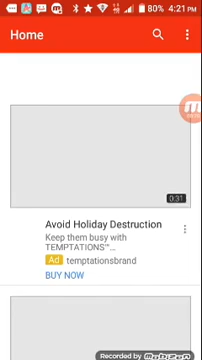 80% 4:21 PM
Home
0:31
Avoid Holiday Destruction
Keep them busy with
TEMPTATIONS™...
Ad temptationsbrand
BUY NOW
Recorded by Mobizen